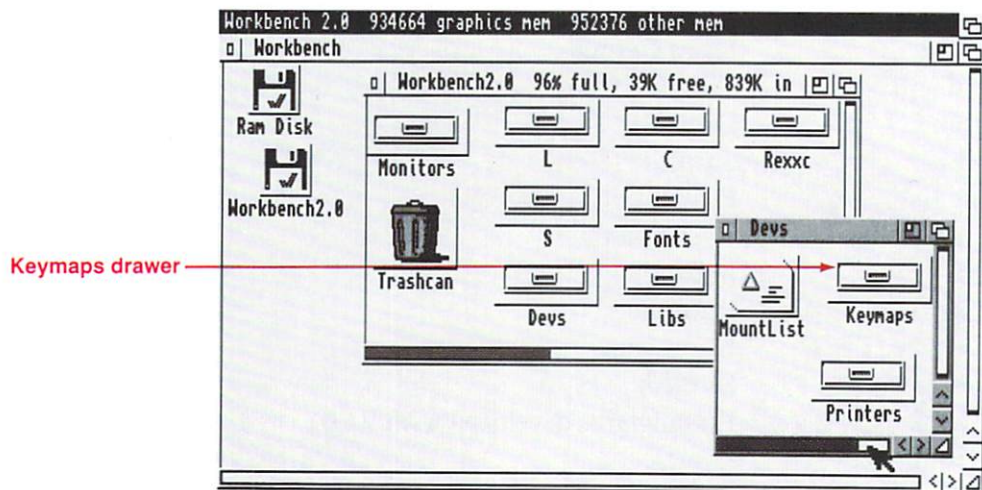 Workbench 2.0 934664 graphics mem 952376 other mem
Workbench
Ram Disk
Workbench2.0
Workbench2.0 96% full, 39K free, 839K in
Monitors
L
C
Rexxc
Trashcan
S
Fonts
Devs
Libs
Devs
MountList
Keymaps
Printers
Keymaps drawer